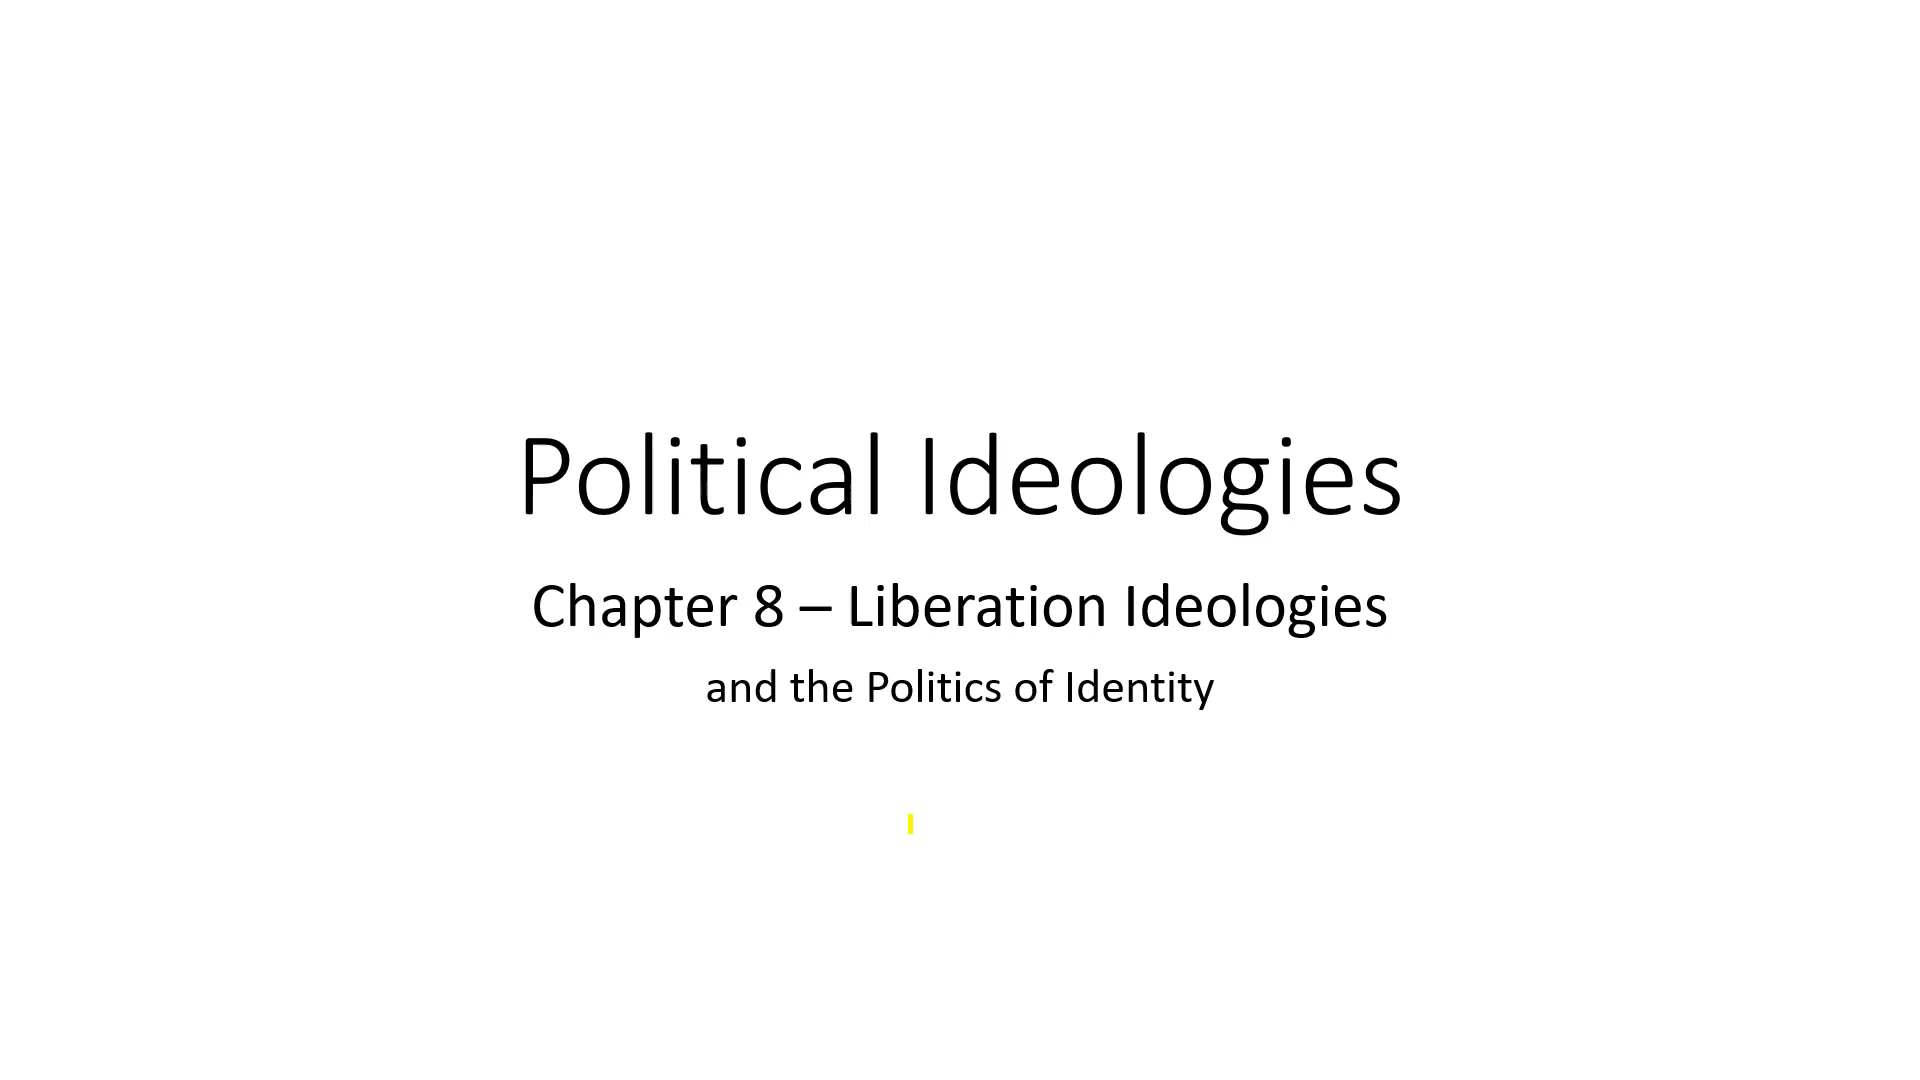 Political Ideologies
Chapter 8 – Liberation Ideologies
and the Politics of Identity